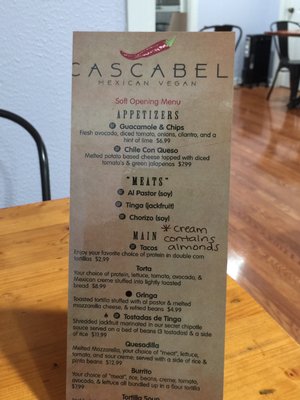 CASCABEL
MEXICAN VEGAN
Soft Opening Menu
APPETIZERS
Guacamole & Chips
Fresh avocado, diced tomato, onions, cilantro, and a
hint of lime $6.99
Chile Con Queso
Melted potato based cheese topped with diced
tomato's & green jalapenos $7.99
"MEATS"
Al Pastor (soy)
Tinga (jackfruit)
Chorizo (soy)
MAIN
* cream
contains
almonds
Tacos
Enjoy your favorite choice of protein in double corn
tortillas $2.99
Torta
Your choice of protein, lettuce, tomato, avocado, &
Mexican creme stuffed into lightly toasted
bread. $8.99
Gringa
Toasted tortilla stuffed with al pastor & melted
mozzarella cheese, & refried beans $4.99
Tostadas de Tinga
Shredded jackfruit marinated in our secret chipotle
sauce served on a bed of beans (3 tostadas) & a side
of rice $10.99
Quesadilla
Melted Mozzarella, your choice of "meat", lettuce,
tomato, and sour creme, served with a side of rice &
pinto beans $12.99
Burrito
Your choice of "meat", rice, beans, creme, tomato,
avocado, & lettuce all bundled up in a flour tortilla
$7.99
Tortilla Soup